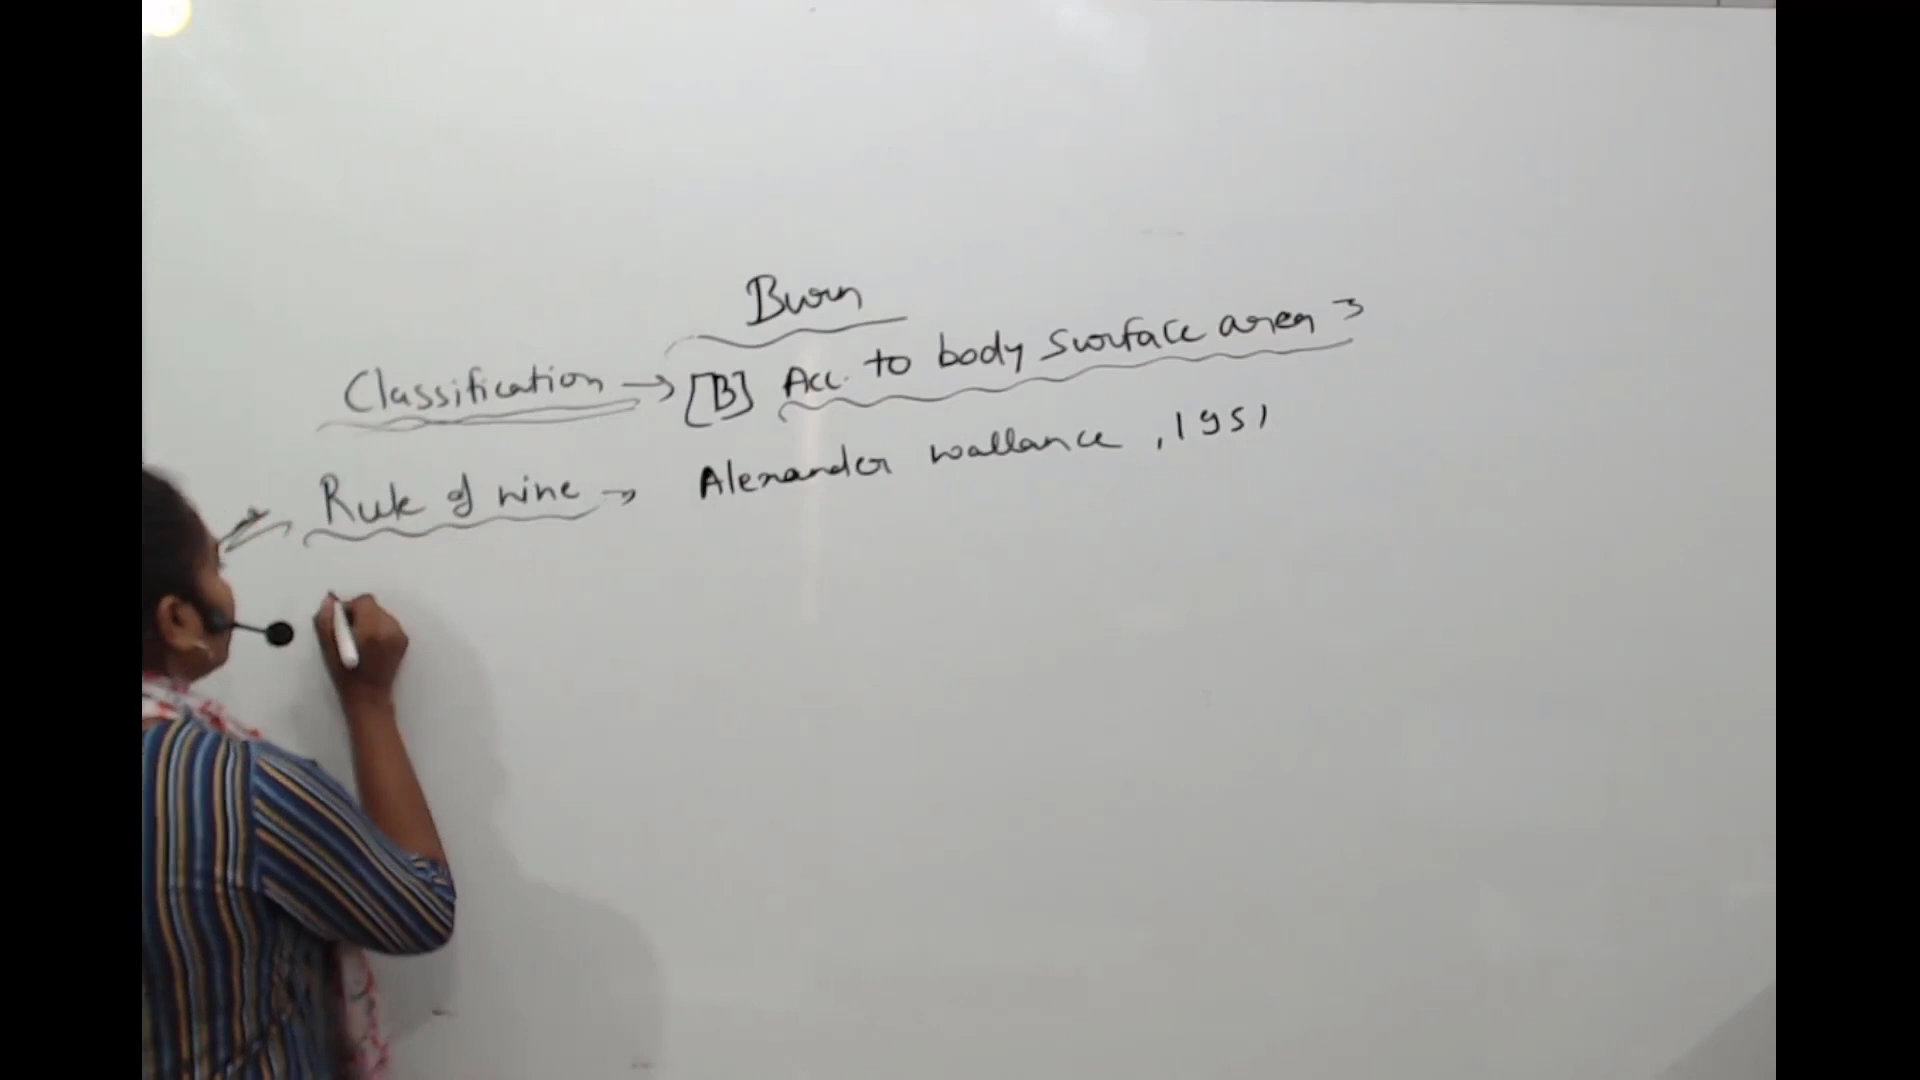 Burn
Classification → [B] Acc. to body surface area →
Rule of nine → Alexander wallance, 1951